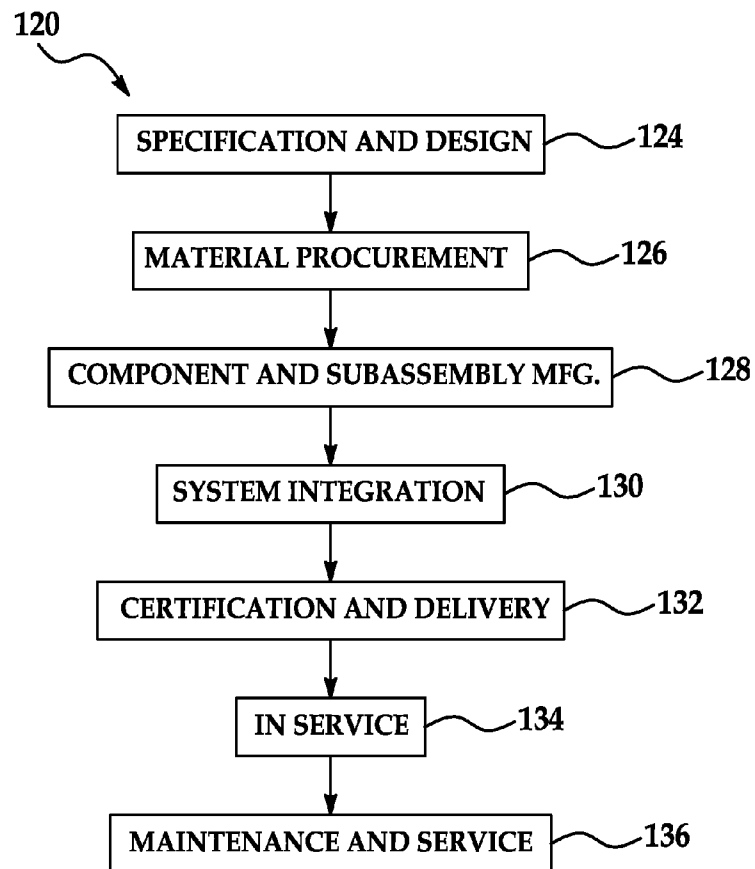 120
SPECIFICATION AND DESIGN
124
MATERIAL PROCUREMENT
126
COMPONENT AND SUBASSEMBLY MFG.
128
SYSTEM INTEGRATION
130
CERTIFICATION AND DELIVERY
132
IN SERVICE
134
MAINTENANCE AND SERVICE
136